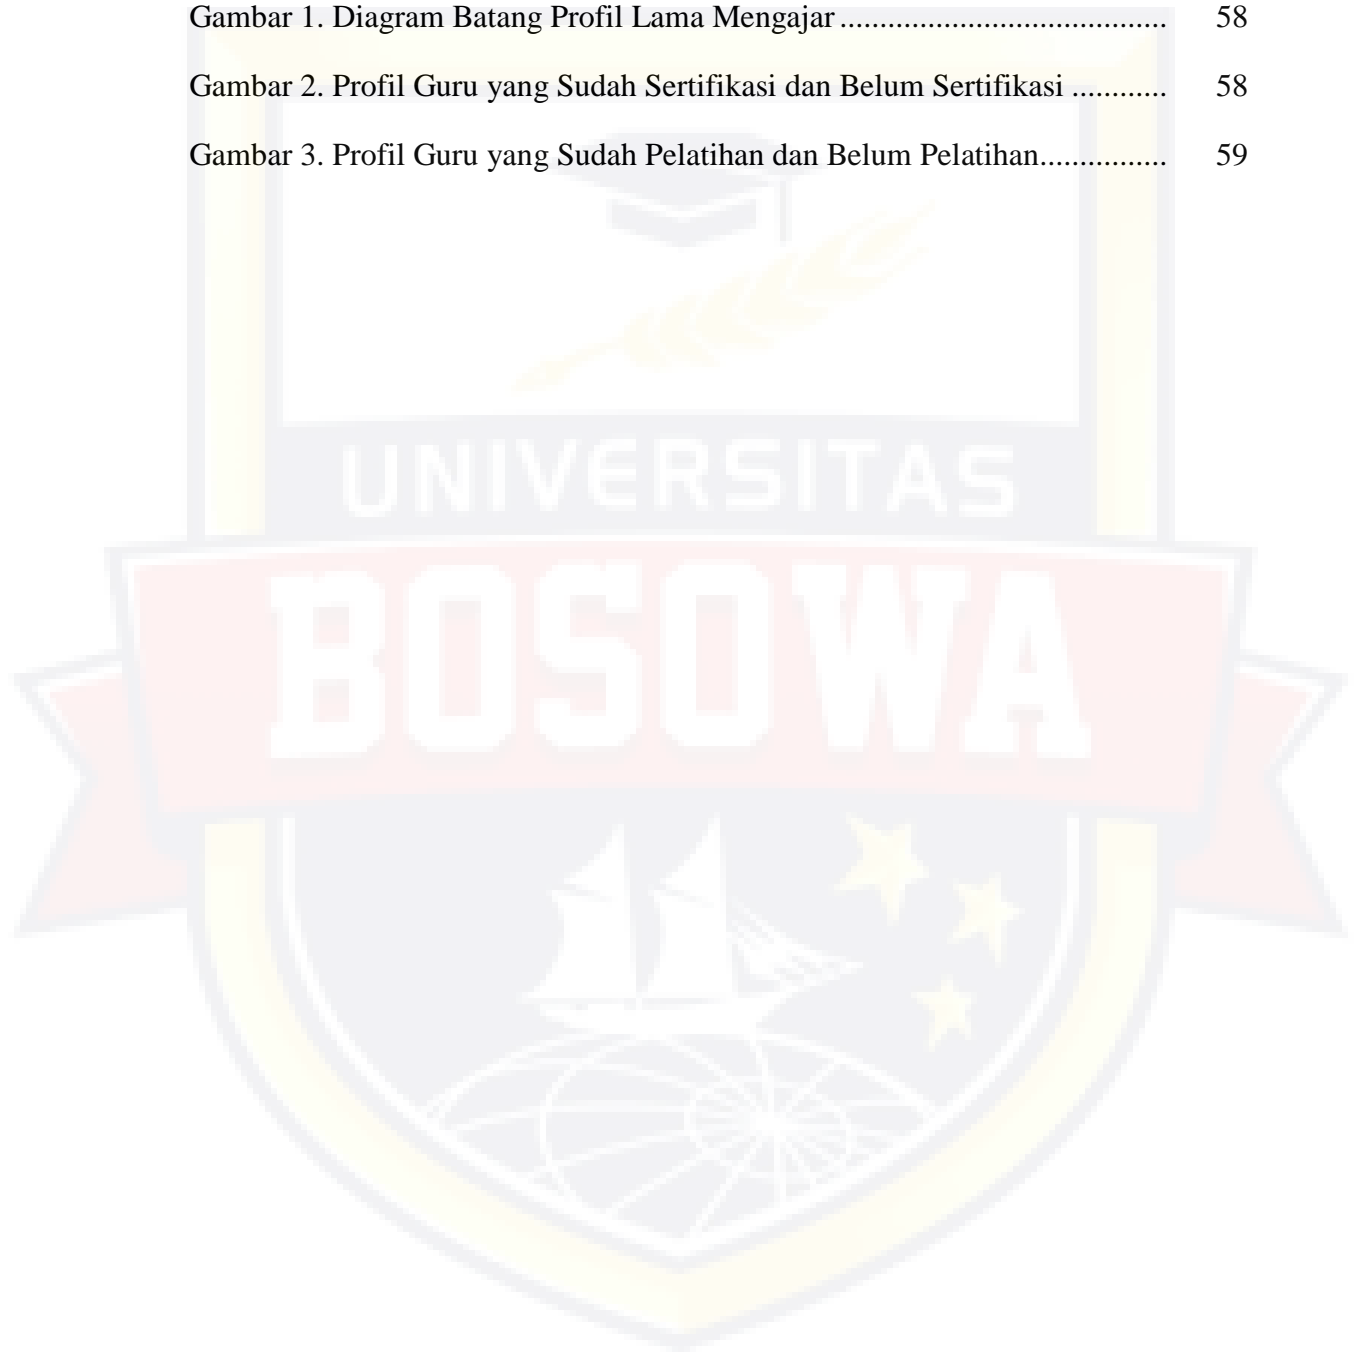 Gambar 1. Diagram Batang Profil Lama Mengajar ..................................... 58
Gambar 2. Profil Guru yang Sudah Sertifikasi dan Belum Sertifikasi ............ 58
Gambar 3. Profil Guru yang Sudah Pelatihan dan Belum Pelatihan................ 59
UNIVERSITAS
BOSOWA